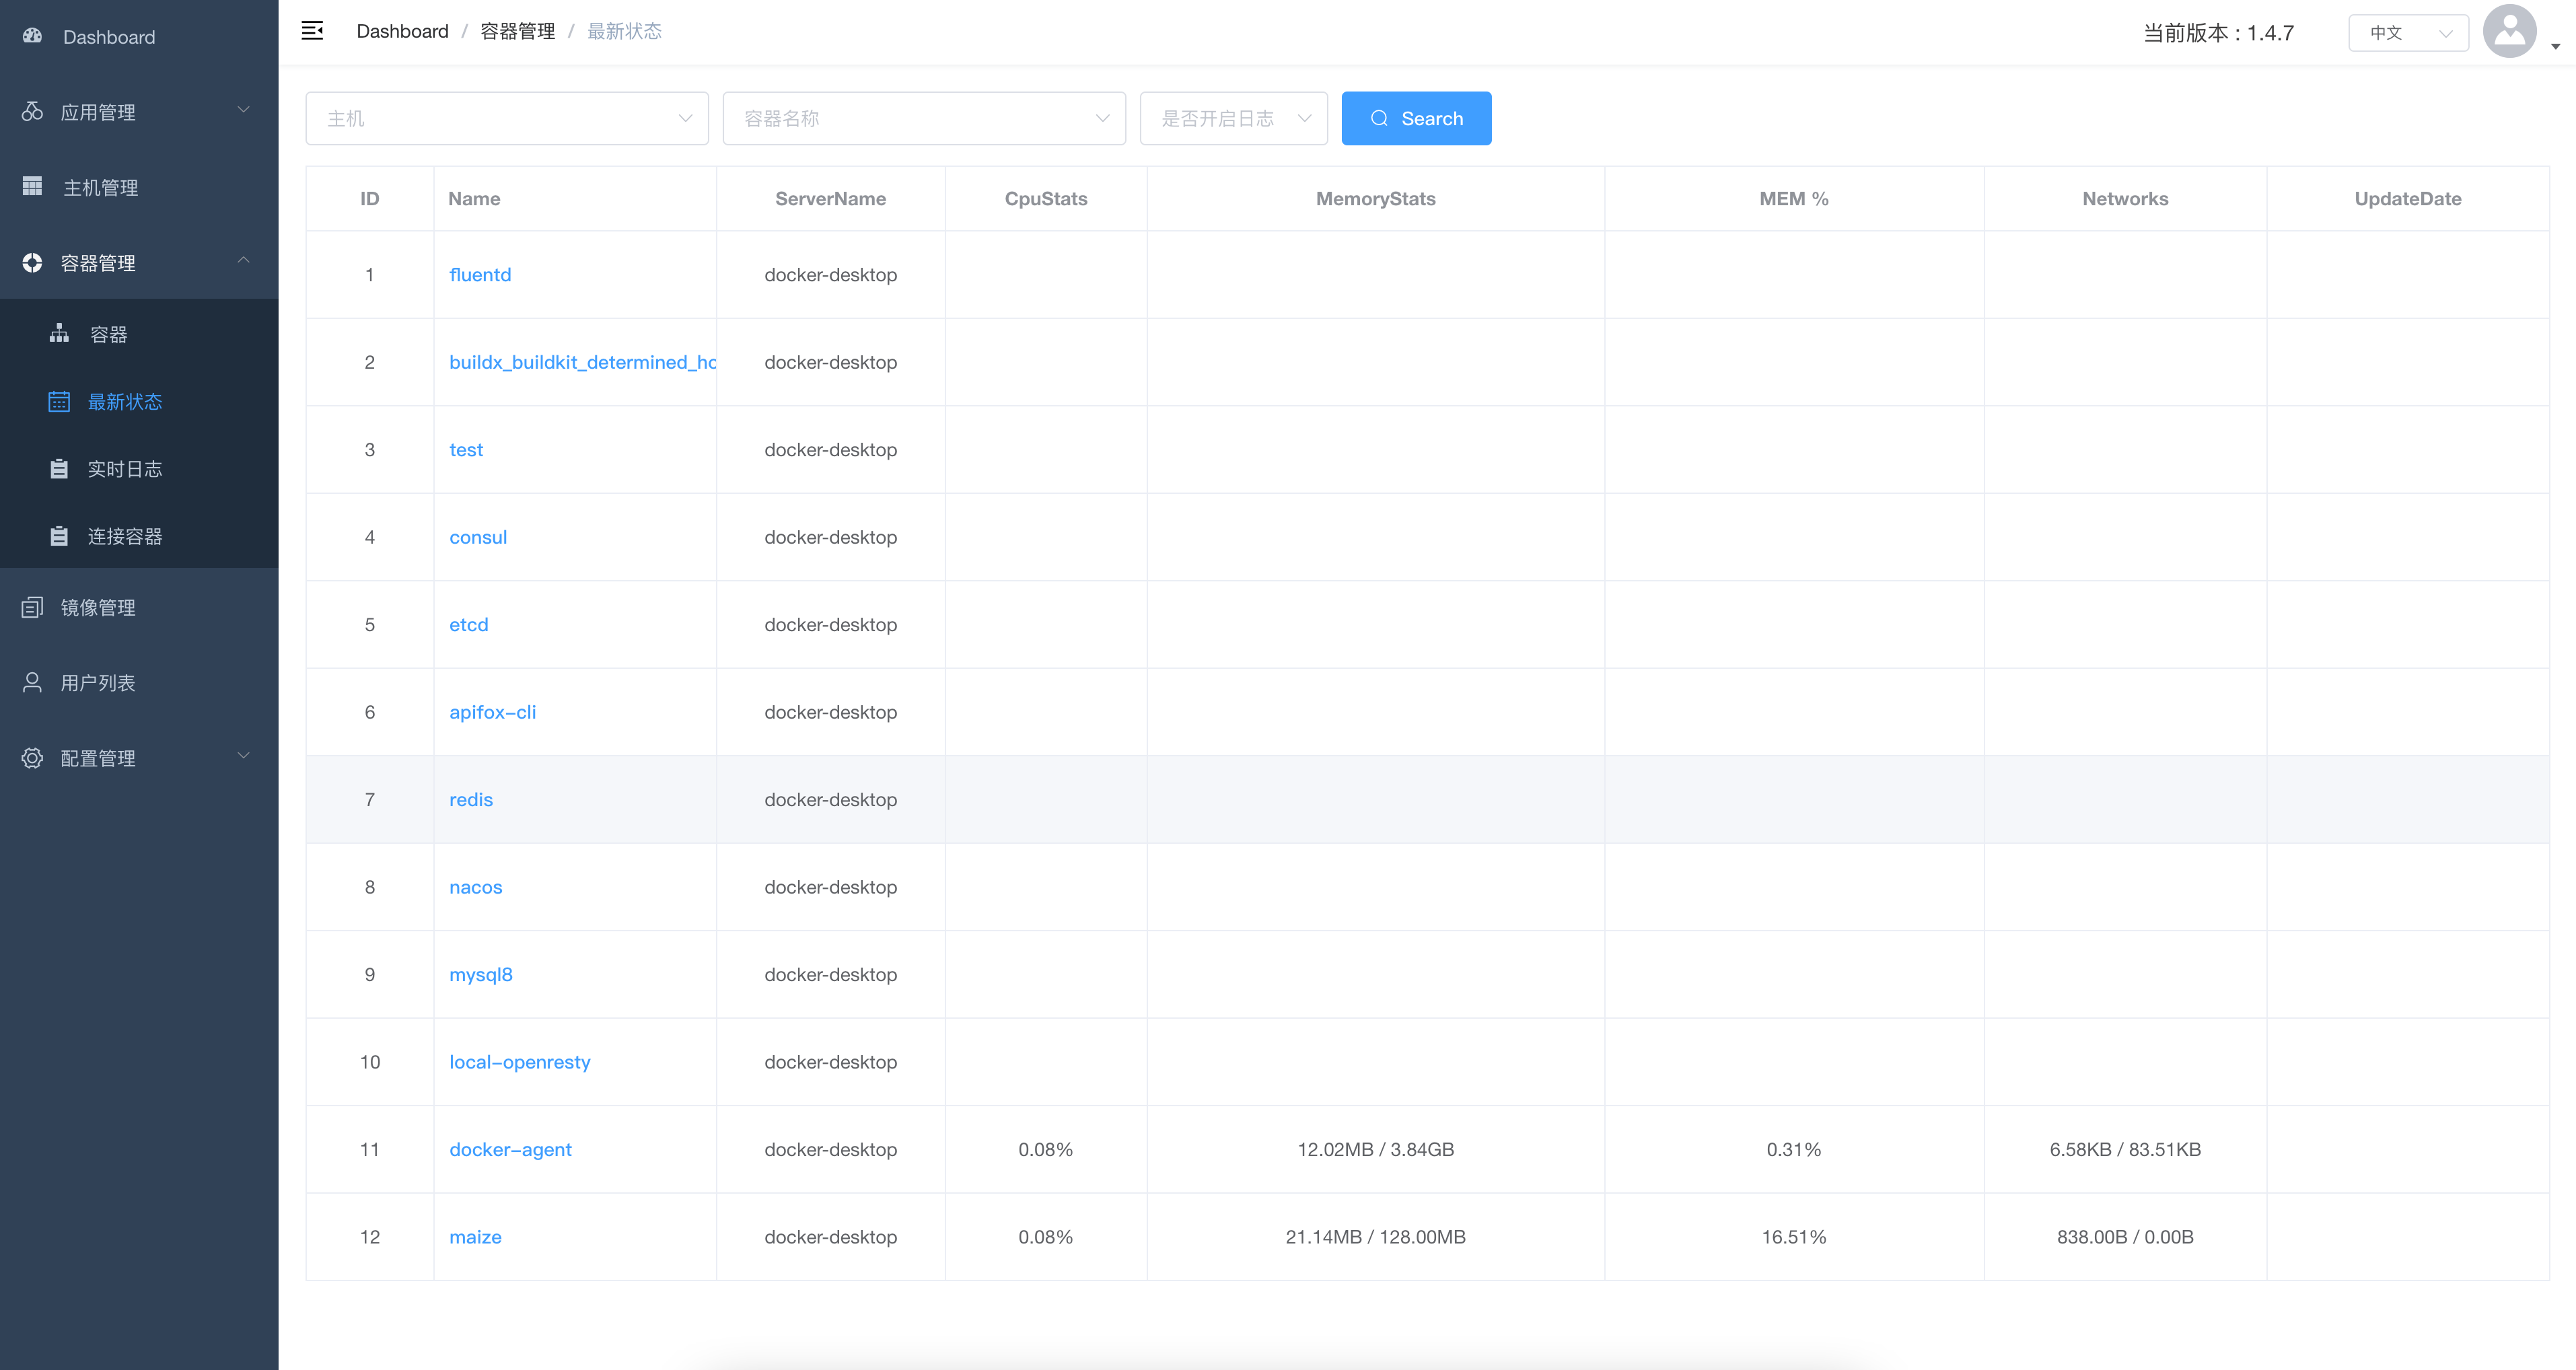 Dashboard
应用管理
主机管理
容器管理
容器
最新状态
实时日志
连接容器
镜像管理
用户列表
配置管理
Dashboard / 容器管理 / 最新状态
当前版本：1.4.7
中文
主机
容器名称
是否开启日志
Search
ID Name ServerName CpuStats MemoryStats MEM % Networks UpdateDate
1 fluentd docker-desktop
2 buildx_buildkit_determined_ho docker-desktop
3 test docker-desktop
4 consul docker-desktop
5 etcd docker-desktop
6 apifox-cli docker-desktop
7 redis docker-desktop
8 nacos docker-desktop
9 mysql8 docker-desktop
10 local-openresty docker-desktop
11 docker-agent docker-desktop 0.08% 12.02MB / 3.84GB 0.31% 6.58KB / 83.51KB
12 maize docker-desktop 0.08% 21.14MB / 128.00MB 16.51% 838.00B / 0.00B